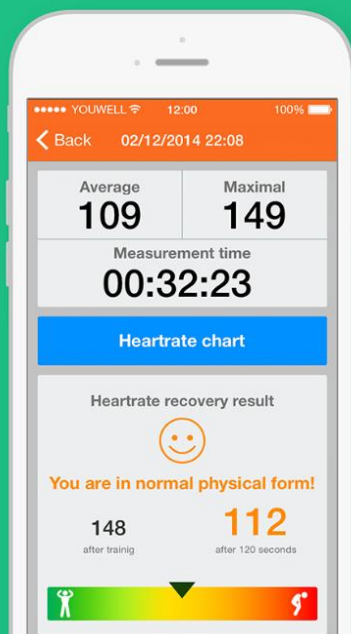 YOUWELL 12:00 100%
Back 02/12/2014 22:08
Average Maximal
109 149
Measurement time
00:32:23
Heartrate chart
Heartrate recovery result
You are in normal physical form!
148 112
after trainig after 120 seconds